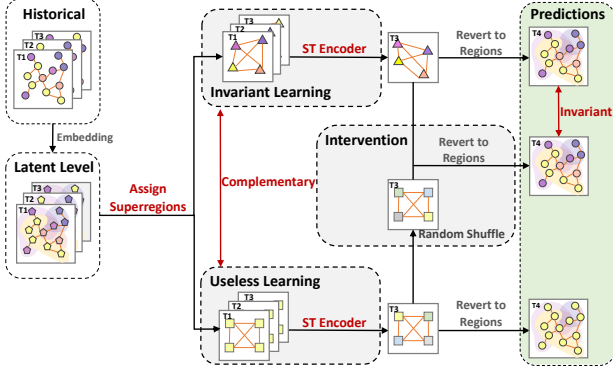 Historical
T3
T2
T1
Embedding
Latent Level
T3
T2
T1
Assign
Superregions
T3
T2
T1
Invariant Learning
ST Encoder
T3
Revert to
Regions
Complementary
Intervention
Revert to
Regions
T3
Random Shuffle
Useless Learning
T3
T2
T1
ST Encoder
T3
Revert to
Regions
Predictions
T4
Invariant
T4
T4